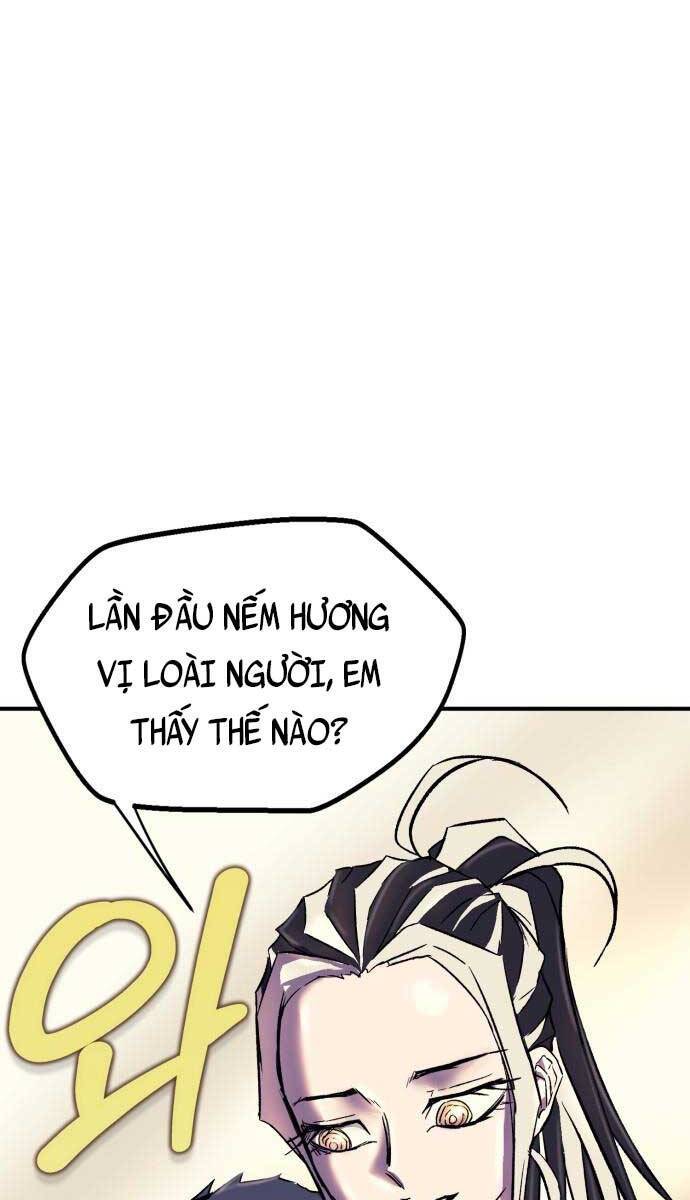 LẦN ĐẦU NẾM HƯƠNG
VỊ LOÀI NGƯỜI, EM
THẤY THẾ NÀO?
와